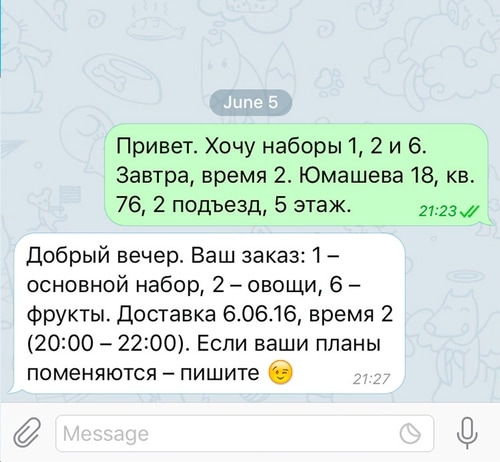 June 5
Привет. Хочу наборы 1, 2 и 6.
Завтра, время 2. Юмашева 18, кв.
76, 2 подъезд, 5 этаж.
21:23
Добрый вечер. Ваш заказ: 1 –
основной набор, 2 – овощи, 6 –
фрукты. Доставка 6.06.16, время 2
(20:00 – 22:00). Если ваши планы
поменяются – пишите 😉
21:27
Message